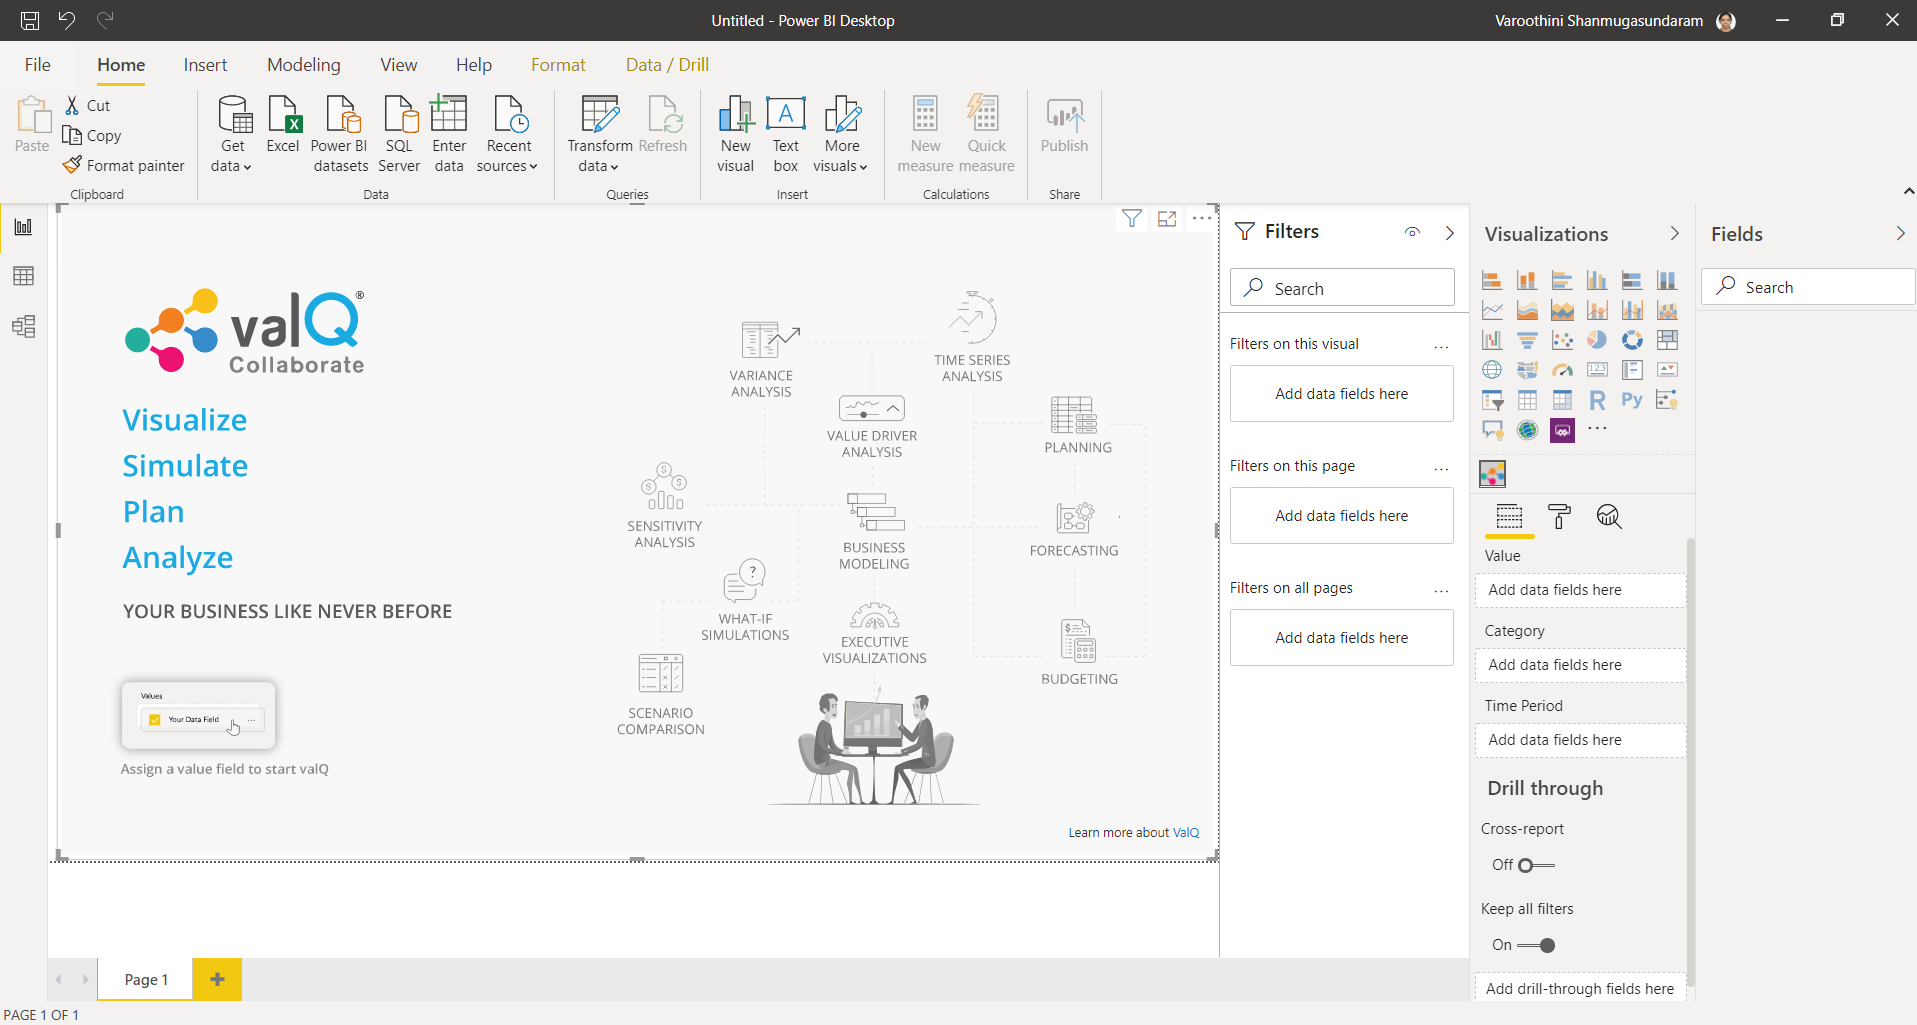 Untitled - Power BI Desktop
Varoothini Shanmugasundaram
File
Home
Insert
Modeling
View
Help
Format
Data / Drill
Paste
Cut
Copy
Format painter
Clipboard
Get
data
Excel
Power BI
datasets
SQL
Server
Enter
data
Recent
sources
Data
Transform
data
Refresh
Queries
New
visual
A
Text
box
More
visuals
Insert
New
measure
Quick
measure
Calculations
Publish
Share
valQ®
Collaborate
Visualize
Simulate
Plan
Analyze
YOUR BUSINESS LIKE NEVER BEFORE
Values
Your Data Field
Assign a value field to start valQ
VARIANCE
ANALYSIS
TIME SERIES
ANALYSIS
VALUE DRIVER
ANALYSIS
PLANNING
SENSITIVITY
ANALYSIS
BUSINESS
MODELING
FORECASTING
WHAT-IF
SIMULATIONS
EXECUTIVE
VISUALIZATIONS
BUDGETING
SCENARIO
COMPARISON
Learn more about ValQ
Filters
Search
Filters on this visual
Add data fields here
Filters on this page
Add data fields here
Filters on all pages
Add data fields here
Visualizations
123
R
Py
Value
Add data fields here
Category
Add data fields here
Time Period
Add data fields here
Drill through
Cross-report
Off
Keep all filters
On
Add drill-through fields here
Fields
Search
Page 1
PAGE 1 OF 1